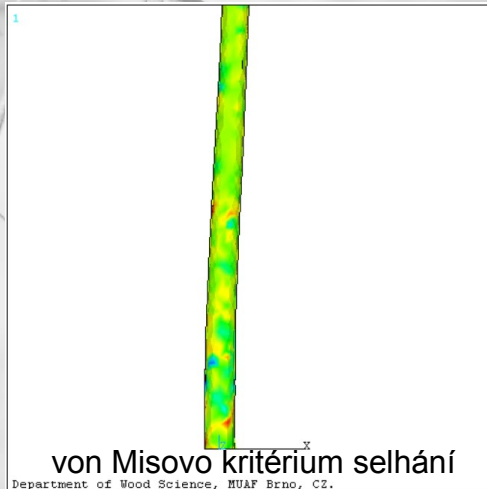 1
X
von Misovo kritérium selhání
Department of Wood Science, MUAF Brno, CZ.